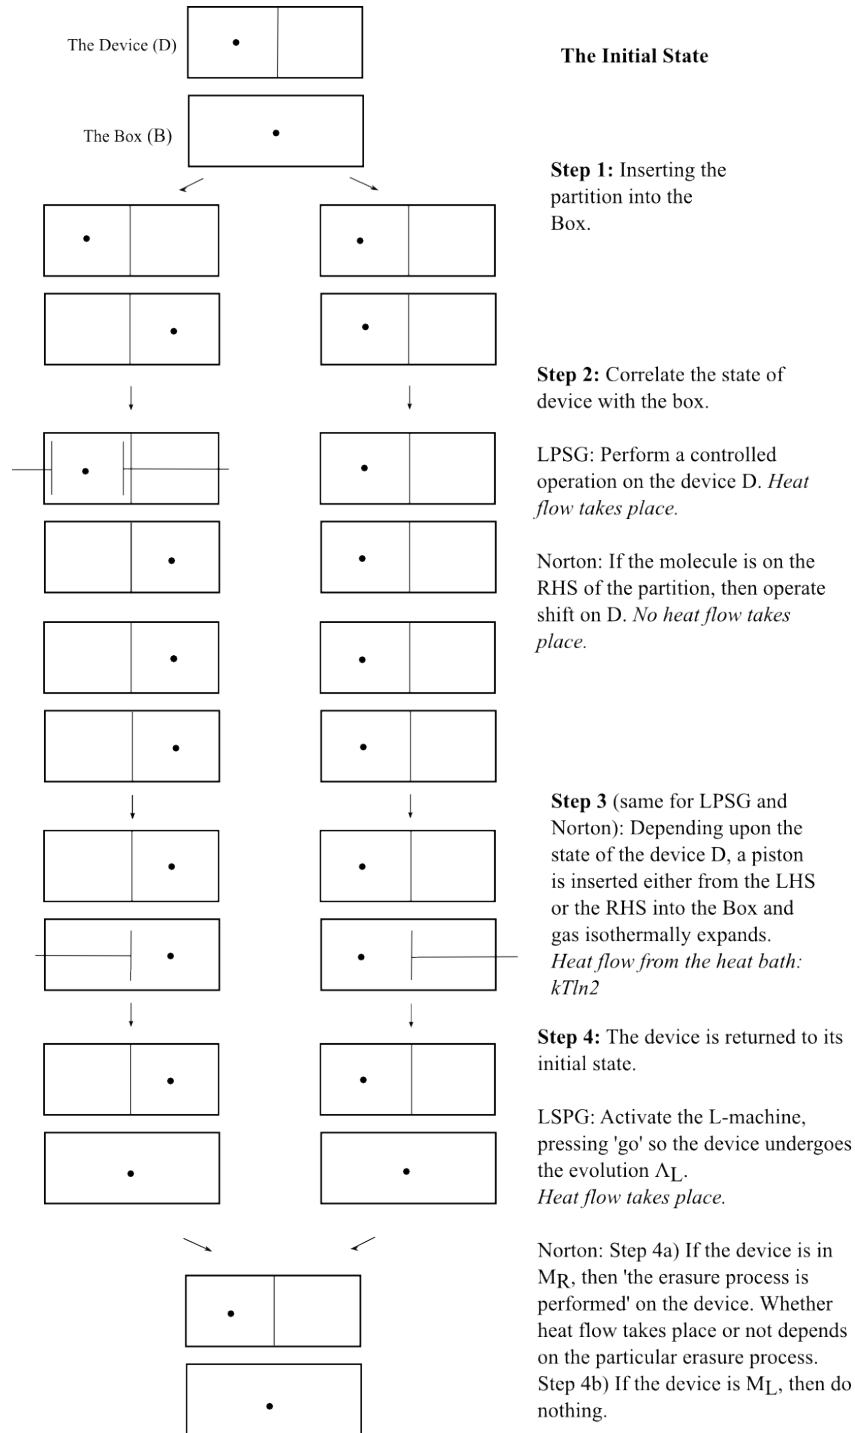 The Device (D)
The Initial State
The Box (B)
Step 1: Inserting the
partition into the
Box.
Step 2: Correlate the state of
device with the box.
LPSG: Perform a controlled
operation on the device D. Heat
flow takes place.
Norton: If the molecule is on the
RHS of the partition, then operate
shift on D. No heat flow takes
place.
Step 3 (same for LPSG and
Norton): Depending upon the
state of the device D, a piston
is inserted either from the LHS
or the RHS into the Box and
gas isothermally expands.
Heat flow from the heat bath:
kTln2
Step 4: The device is returned to its
initial state.
LSPG: Activate the L-machine,
pressing 'go' so the device undergoes
the evolution ΛL.
Heat flow takes place.
Norton: Step 4a) If the device is in
MR, then 'the erasure process is
performed' on the device. Whether
heat flow takes place or not depends
on the particular erasure process.
Step 4b) If the device is ML, then do
nothing.